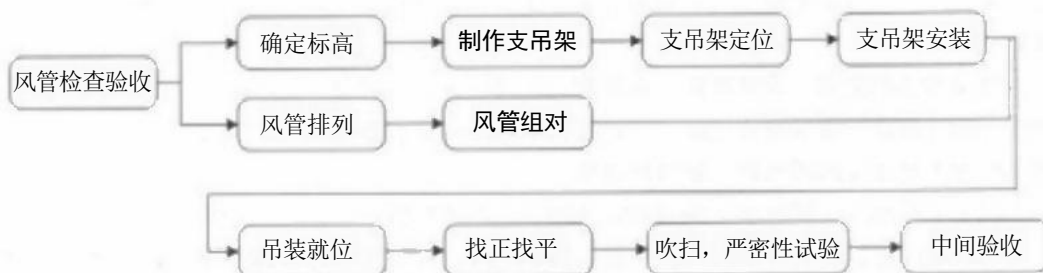 风管检查验收
确定标高
制作支吊架
支吊架定位
支吊架安装
风管排列
风管组对
吊装就位
找正找平
吹扫，严密性试验
中间验收